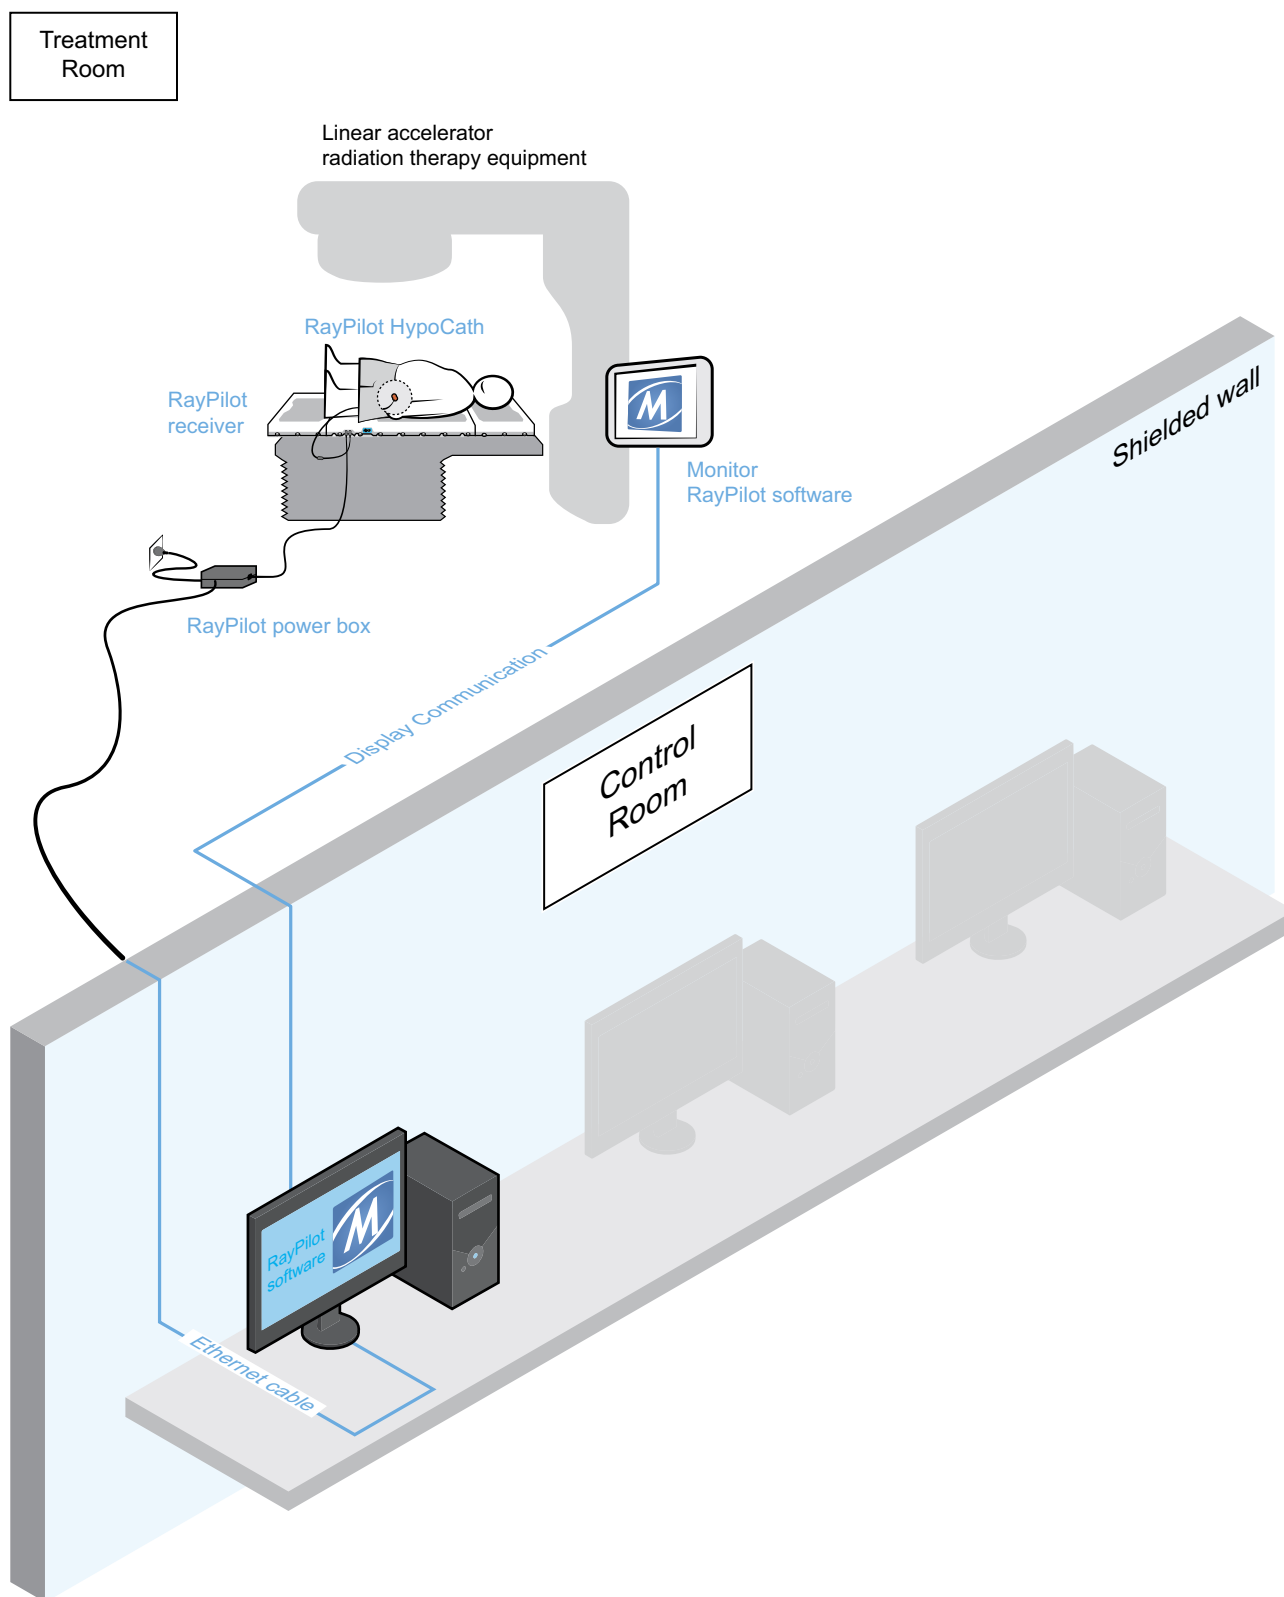 Treatment
Room
Linear accelerator
radiation therapy equipment
RayPilot HypoCath
RayPilot
receiver
M
Monitor
RayPilot software
Shielded wall
RayPilot power box
Display Communication
Control
Room
RayPilot
software
M
Ethernet cable